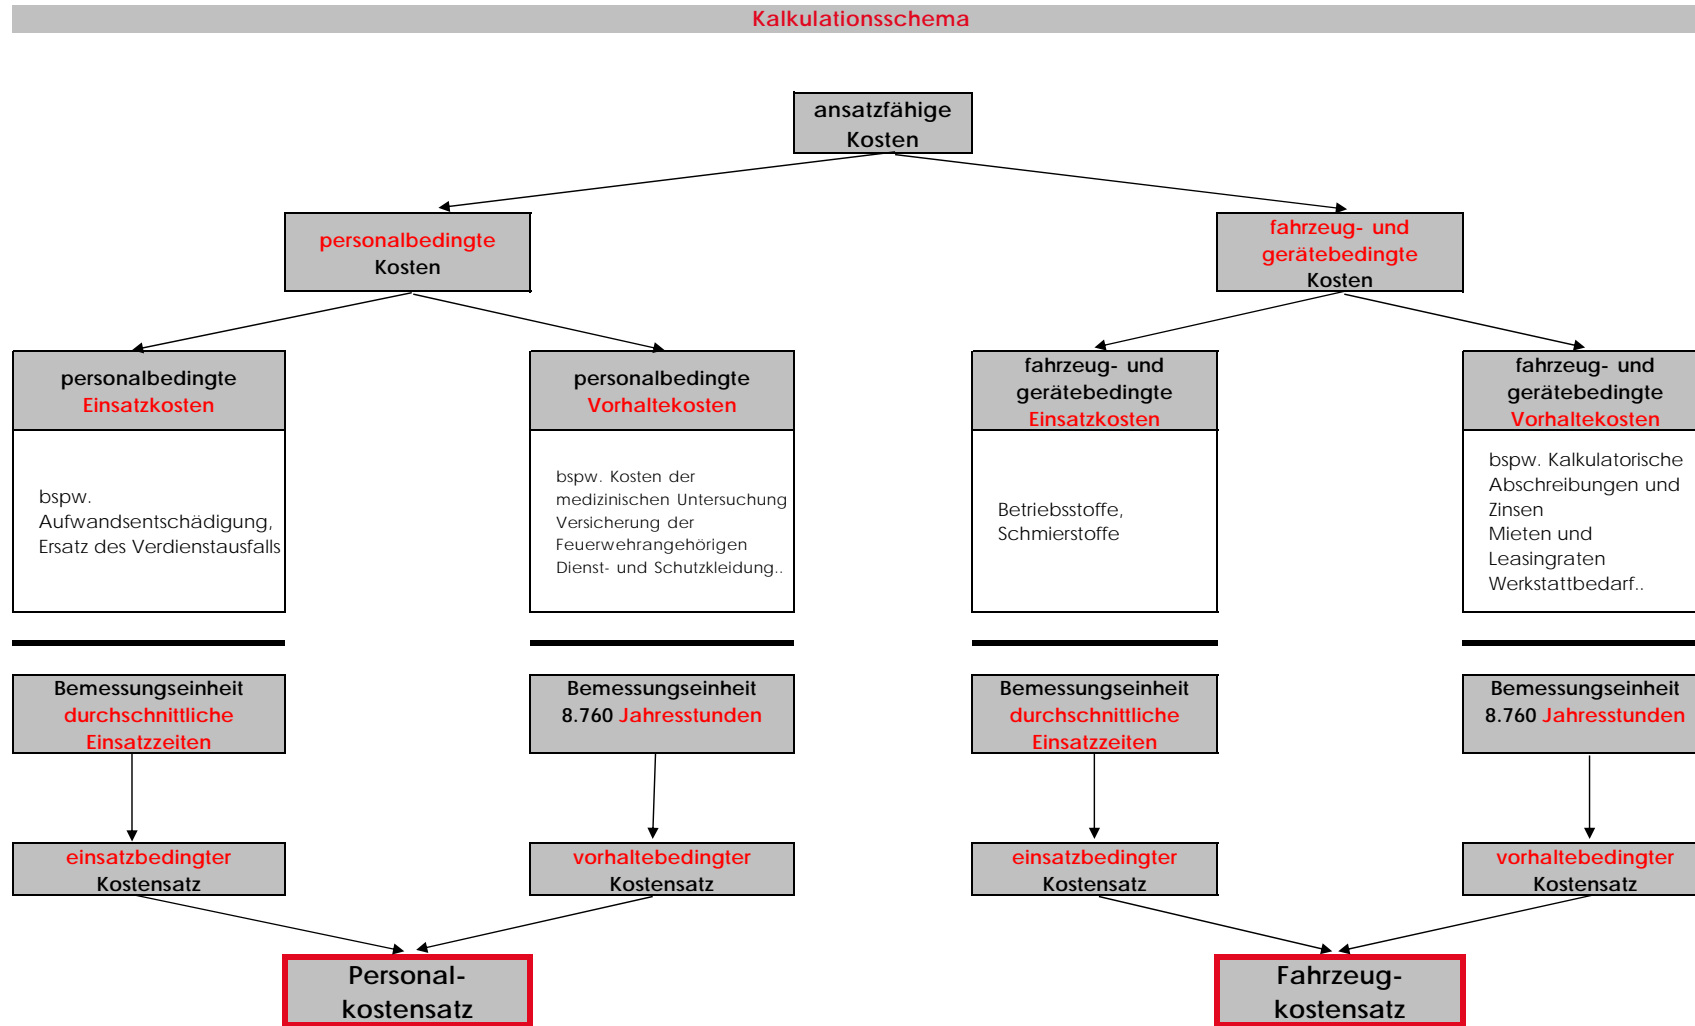 Kalkulationsschema
ansatzfähige
Kosten
personalbedingte
Kosten
fahrzeug- und
gerätebedingte
Kosten
personalbedingte
Einsatzkosten
personalbedingte
Vorhaltekosten
fahrzeug- und
gerätebedingte
Einsatzkosten
fahrzeug- und
gerätebedingte
Vorhaltekosten
bspw.
Aufwandsentschädigung,
Ersatz des Verdienstausfalls
bspw. Kosten der
medizinischen Untersuchung
Versicherung der
Feuerwehrangehörigen
Dienst- und Schutzkleidung..
Betriebsstoffe,
Schmierstoffe
bspw. Kalkulatorische
Abschreibungen und
Zinsen
Mieten und
Leasingraten
Werkstattbedarf..
Bemessungseinheit
durchschnittliche
Einsatzzeiten
Bemessungseinheit
8.760 Jahresstunden
Bemessungseinheit
durchschnittliche
Einsatzzeiten
Bemessungseinheit
8.760 Jahresstunden
einsatzbedingter
Kostensatz
vorhaltebedingter
Kostensatz
einsatzbedingter
Kostensatz
vorhaltebedingter
Kostensatz
Personal-
kostensatz
Fahrzeug-
kostensatz